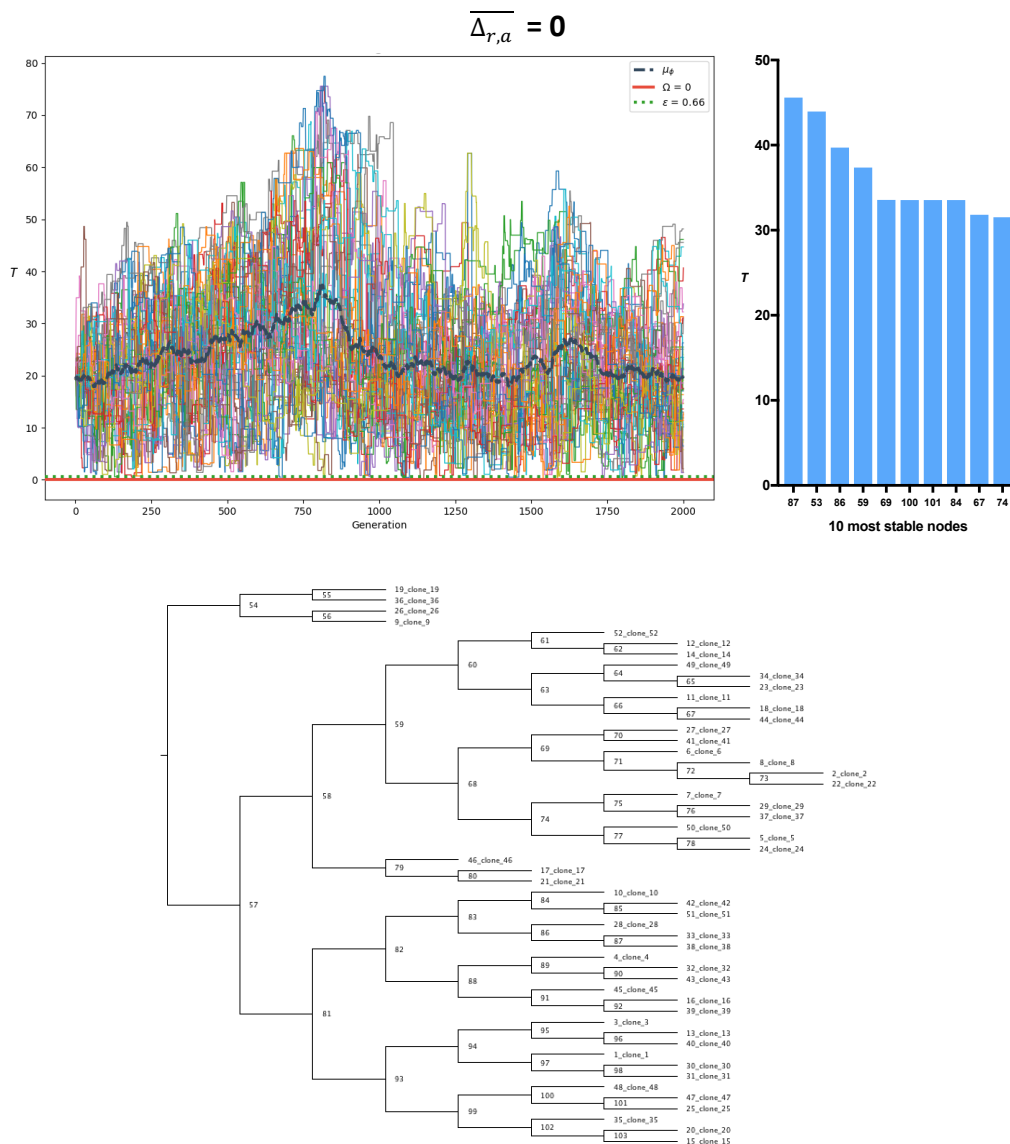 Δr,a = 0
80
70
60
50
40
30
20
10
0
T
0 250 500 750 1000 1250 1500 1750 2000
Generation
μϕ
Ω = 0
ε = 0.66
50
40
30
20
10
0
T
87 53 86 59 69 100 101 84 67 74
10 most stable nodes
19_clone_19
55
36_clone_36
54
26_clone_26
56
9_clone_9
52_clone_52
61
12_clone_12
62
14_clone_14
60
49_clone_49
64
34_clone_34
65
23_clone_23
63
11_clone_11
66
18_clone_18
67
44_clone_44
59
27_clone_27
70
41_clone_41
69
6_clone_6
71
8_clone_8
72
2_clone_2
73
22_clone_22
68
7_clone_7
75
29_clone_29
76
37_clone_37
74
50_clone_50
77
5_clone_5
78
24_clone_24
58
46_clone_46
79
17_clone_17
80
21_clone_21
57
10_clone_10
84
42_clone_42
85
51_clone_51
83
28_clone_28
86
33_clone_33
87
38_clone_38
82
4_clone_4
89
32_clone_32
90
43_clone_43
88
45_clone_45
91
16_clone_16
92
39_clone_39
81
3_clone_3
95
13_clone_13
96
40_clone_40
94
1_clone_1
97
30_clone_30
98
31_clone_31
93
48_clone_48
100
47_clone_47
101
25_clone_25
99
35_clone_35
102
20_clone_20
103
15_clone_15